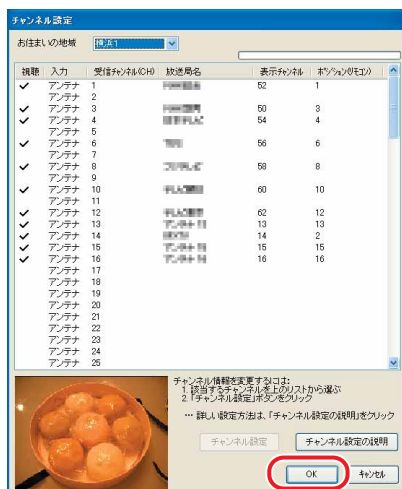 チャンネル設定
お住まいの地域 横浜1
視聴 入力 受信チャンネル(CH) 放送局名 表示チャンネル ポジション(リモコン)
✓ アンテナ 1 52 1
アンテナ 2
✓ アンテナ 3 50 3
✓ アンテナ 4 54 4
アンテナ 5
✓ アンテナ 6 56 6
アンテナ 7
✓ アンテナ 8 58 8
アンテナ 9
✓ アンテナ 10 60 10
アンテナ 11
✓ アンテナ 12 62 12
✓ アンテナ 13 13 13
✓ アンテナ 14 14 2
✓ アンテナ 15 15 15
✓ アンテナ 16 16 16
アンテナ 17
アンテナ 18
アンテナ 19
アンテナ 20
アンテナ 21
アンテナ 22
アンテナ 23
アンテナ 24
アンテナ 25
チャンネル情報を変更するには:
1. 該当するチャンネルを上のリストから選ぶ
2. 「チャンネル設定」ボタンをクリック
… 詳しい設定方法は、「チャンネル設定の説明」をクリック
チャンネル設定 チャンネル設定の説明
OK キャンセル